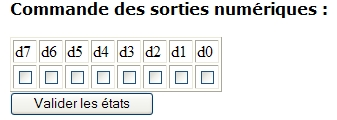 Commande des sorties numériques :
d7 d6 d5 d4 d3 d2 d1 d0
Valider les états